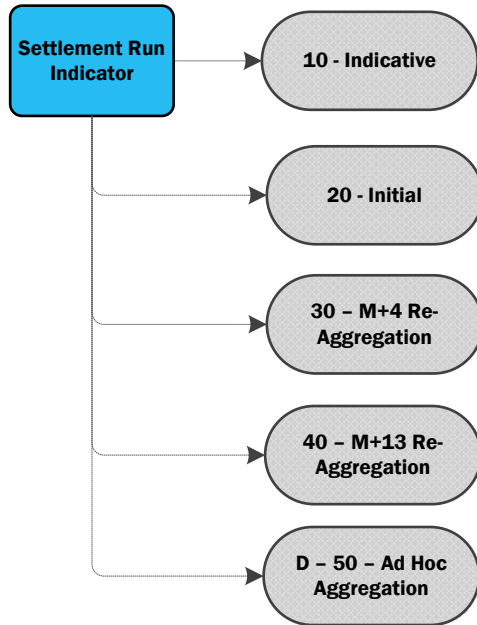 Settlement Run
Indicator
10 - Indicative
20 - Initial
30 – M+4 Re-
Aggregation
40 – M+13 Re-
Aggregation
D – 50 – Ad Hoc
Aggregation